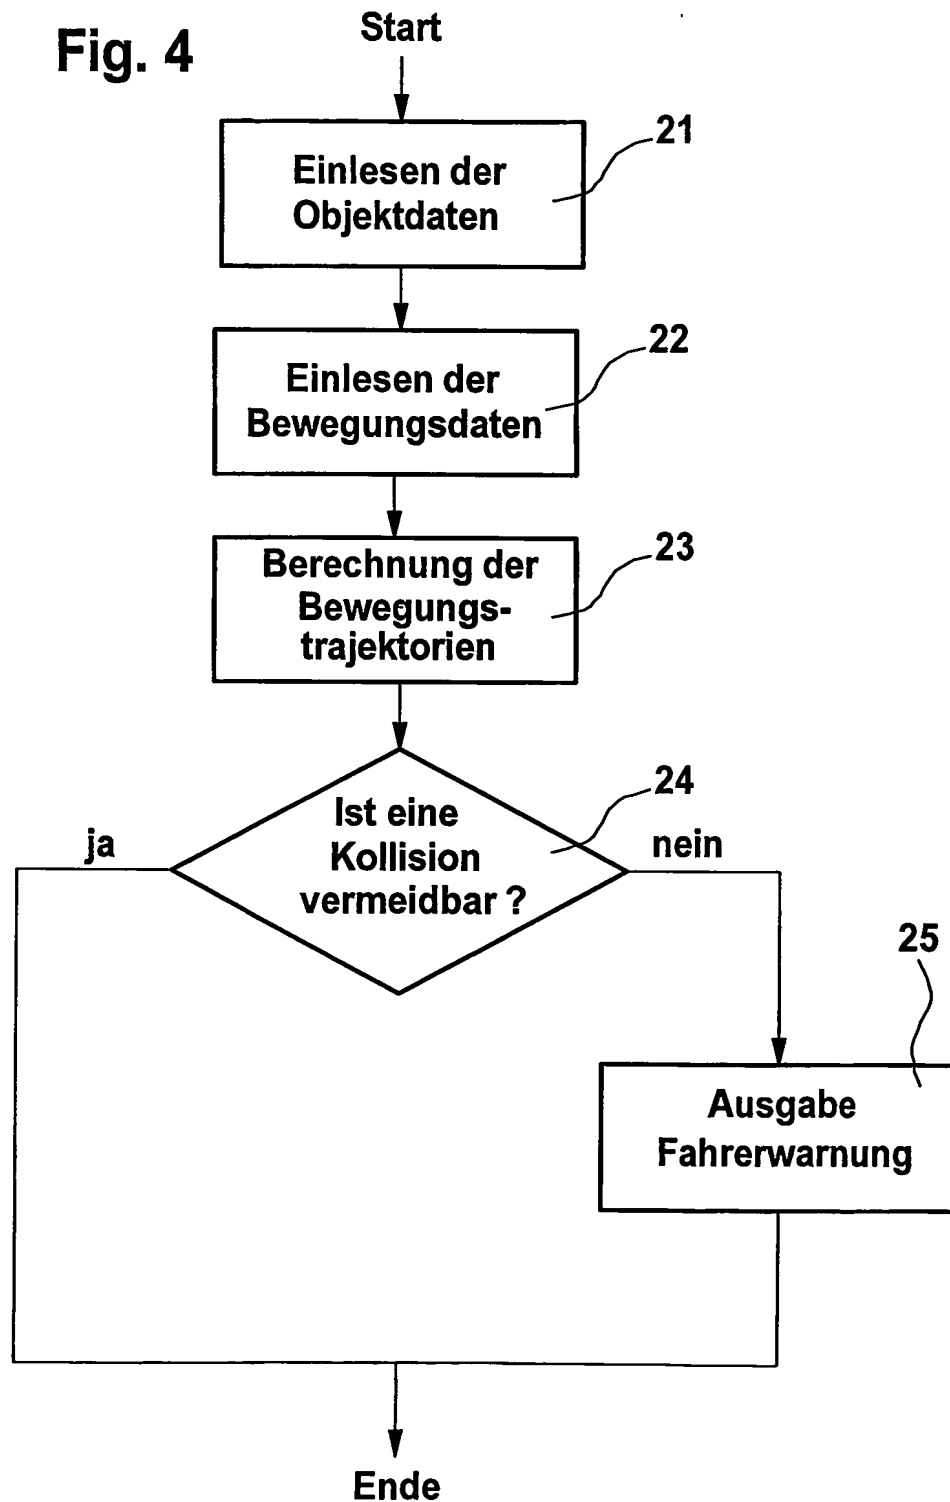 Fig. 4
Start
21
Einlesen der
Objektdaten
22
Einlesen der
Bewegungsdaten
23
Berechnung der
Bewegungs-
trajektorien
24
Ist eine
Kollision
vermeidbar ?
ja
nein
25
Ausgabe
Fahrerwarnung
Ende